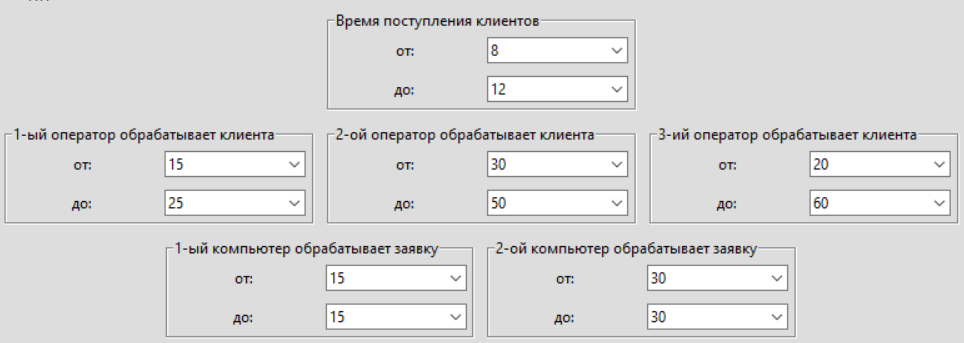 Время поступления клиентов
от: 8
до: 12
1-ый оператор обрабатывает клиента
от: 15
до: 25
2-ой оператор обрабатывает клиента
от: 30
до: 50
3-ий оператор обрабатывает клиента
от: 20
до: 60
1-ый компьютер обрабатывает заявку
от: 15
до: 15
2-ой компьютер обрабатывает заявку
от: 30
до: 30